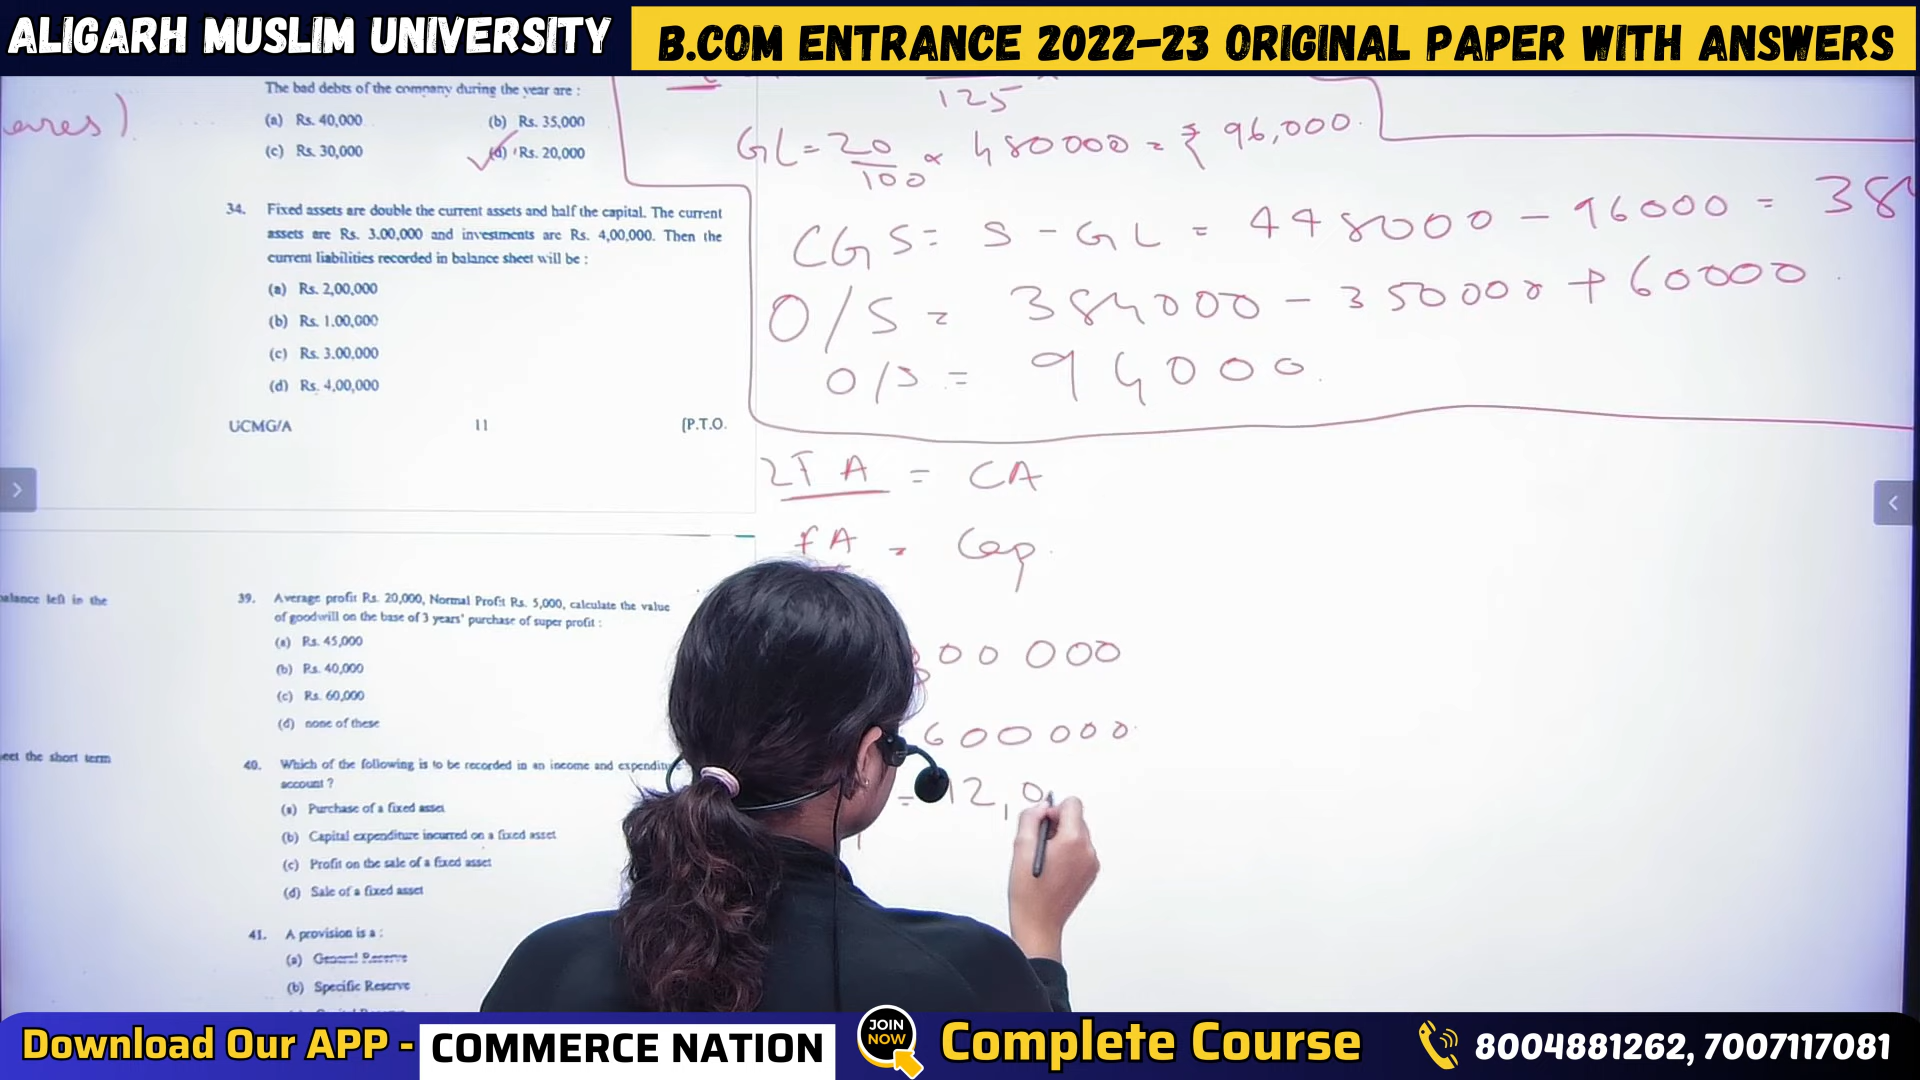 ALIGARH MUSLIM UNIVERSITY
B.COM ENTRANCE 2022-23 ORIGINAL PAPER WITH ANSWERS
The bad debts of the company during the year are :
(a) Rs. 40,000
(b) Rs. 35,000
(c) Rs. 30,000
(d) Rs. 20,000
34. Fixed assets are double the current assets and half the capital. The current
assets are Rs. 3,00,000 and investments are Rs. 4,00,000. Then the
current liabilities recorded in balance sheet will be :
(a) Rs. 2,00,000
(b) Rs. 1,00,000
(c) Rs. 3,00,000
(d) Rs. 4,00,000
UCMG/A 11 [P.T.O.
125
GL = 20/100 × 480000 = ₹ 96,000.
CGS = S - GL = 448000 - 96000 = 38
O/S = 384000 - 350000 + 60000
O/S = 94000.
2FA = CA
FA = Cap.
00 000
600000
= 12,0
alance left in the
eet the short term
39. Average profit Rs. 20,000, Normal Profit Rs. 5,000, calculate the value
of goodwill on the base of 3 years' purchase of super profit :
(a) Rs. 45,000
(b) Rs. 40,000
(c) Rs. 60,000
(d) none of these
40. Which of the following is to be recorded in an income and expenditu
account ?
(a) Purchase of a fixed asset
(b) Capital expenditure incurred on a fixed asset
(c) Profit on the sale of a fixed asset
(d) Sale of a fixed asset
41. A provision is a :
(a) General Reserve
(b) Specific Reserve
Download Our APP - COMMERCE NATION
JOIN NOW
Complete Course
8004881262, 7007117081